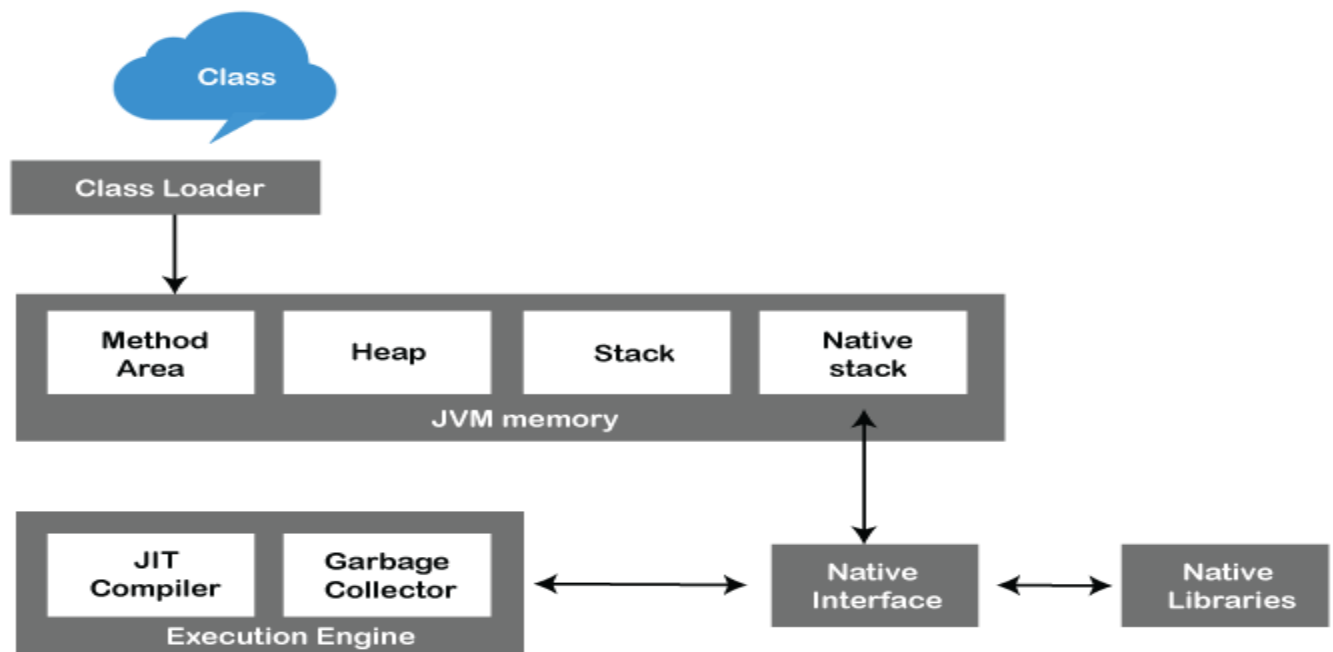 Class
Class Loader
Method
Area
Heap
Stack
Native
stack
JVM memory
JIT
Compiler
Garbage
Collector
Execution Engine
Native
Interface
Native
Libraries